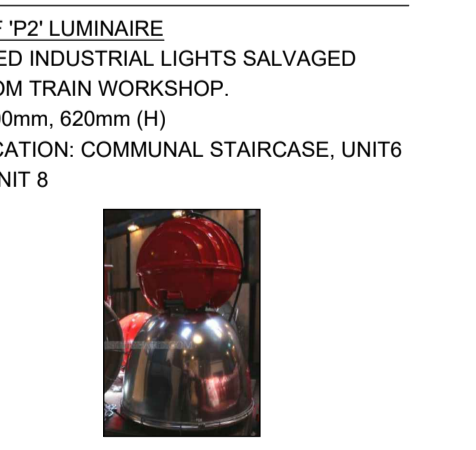 F 'P2' LUMINAIRE
ED INDUSTRIAL LIGHTS SALVAGED
OM TRAIN WORKSHOP.
00mm, 620mm (H)
CATION: COMMUNAL STAIRCASE, UNIT6
NIT 8